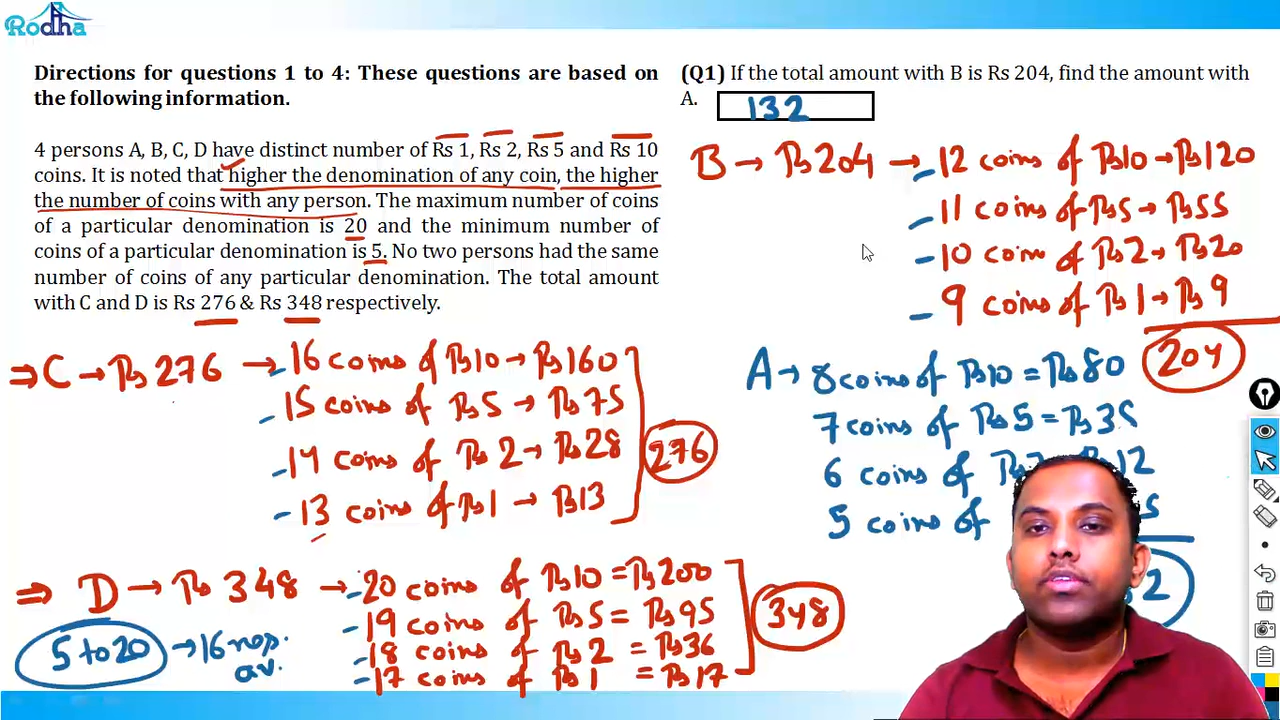 Rodha
Directions for questions 1 to 4: These questions are based on
the following information.
4 persons A, B, C, D have distinct number of Rs 1, Rs 2, Rs 5 and Rs 10
coins. It is noted that higher the denomination of any coin, the higher
the number of coins with any person. The maximum number of coins
of a particular denomination is 20 and the minimum number of
coins of a particular denomination is 5. No two persons had the same
number of coins of any particular denomination. The total amount
with C and D is Rs 276 & Rs 348 respectively.
⇒ C → Rs 276 → 16 coins of Rs10 → Rs160
15 coins of Rs 5 → Rs 75
14 coins of Rs 2 → Rs28
13 coins of Rs1 → Rs13
276
⇒ D → Rs 348 → 20 coins of Rs10 = Rs200
19 coins of Rs5 = Rs95
18 coins of Rs 2 = Rs36
17 coins of Rs1 = Rs17
348
5 to 20 → 16 nos.
av.
(Q1) If the total amount with B is Rs 204, find the amount with
A. 132
B → Rs204 → 12 coins of Rs10 → Rs120
11 coins of Rs5 → Rs55
10 coins of Rs2 → Rs20
9 coins of Rs1 → Rs9
204
A → 8 coins of Rs10 = Rs80
7 coins of Rs5 = Rs35
6 coins of 12
5 coins of 5